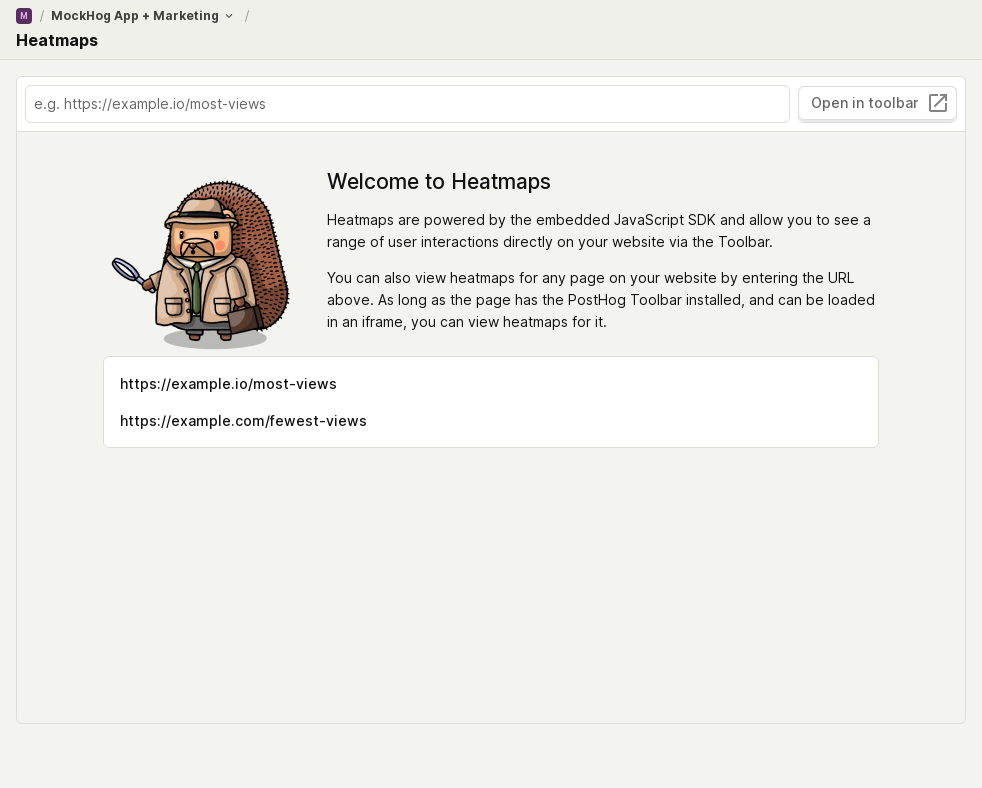 M / MockHog App + Marketing /
Heatmaps
e.g. https://example.io/most-views
Open in toolbar
Welcome to Heatmaps
Heatmaps are powered by the embedded JavaScript SDK and allow you to see a
range of user interactions directly on your website via the Toolbar.
You can also view heatmaps for any page on your website by entering the URL
above. As long as the page has the PostHog Toolbar installed, and can be loaded
in an iframe, you can view heatmaps for it.
https://example.io/most-views
https://example.com/fewest-views